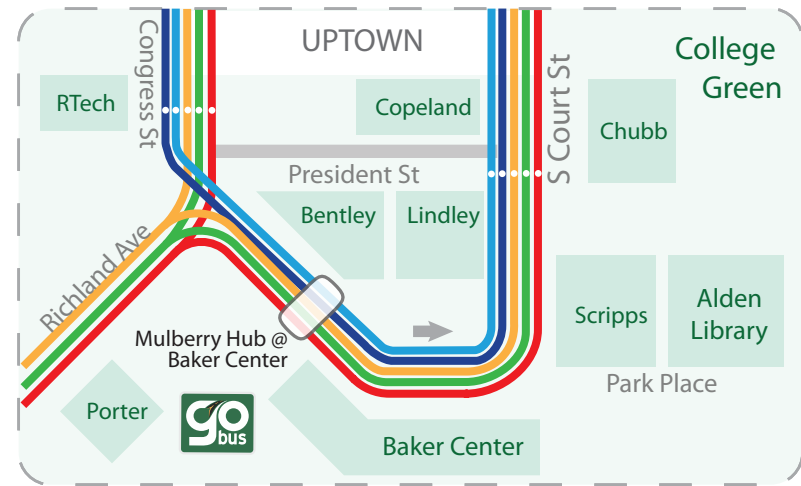 UPTOWN
College
Green
Congress St
S Court St
RTech
Copeland
Chubb
President St
Bentley
Lindley
Richland Ave
Mulberry Hub @
Baker Center
Scripps
Alden
Library
Park Place
Porter
go
bus
Baker Center